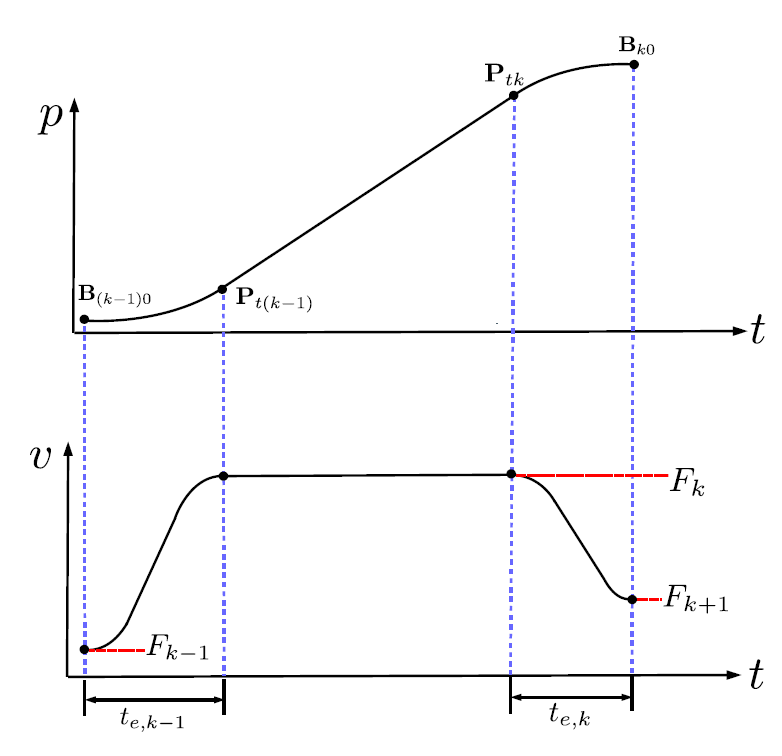 B_{k0}
P_{tk}
p
B_{(k-1)0}
P_{t(k-1)}
t
v
F_k
F_{k+1}
F_{k-1}
t
t_{e,k-1}
t_{e,k}